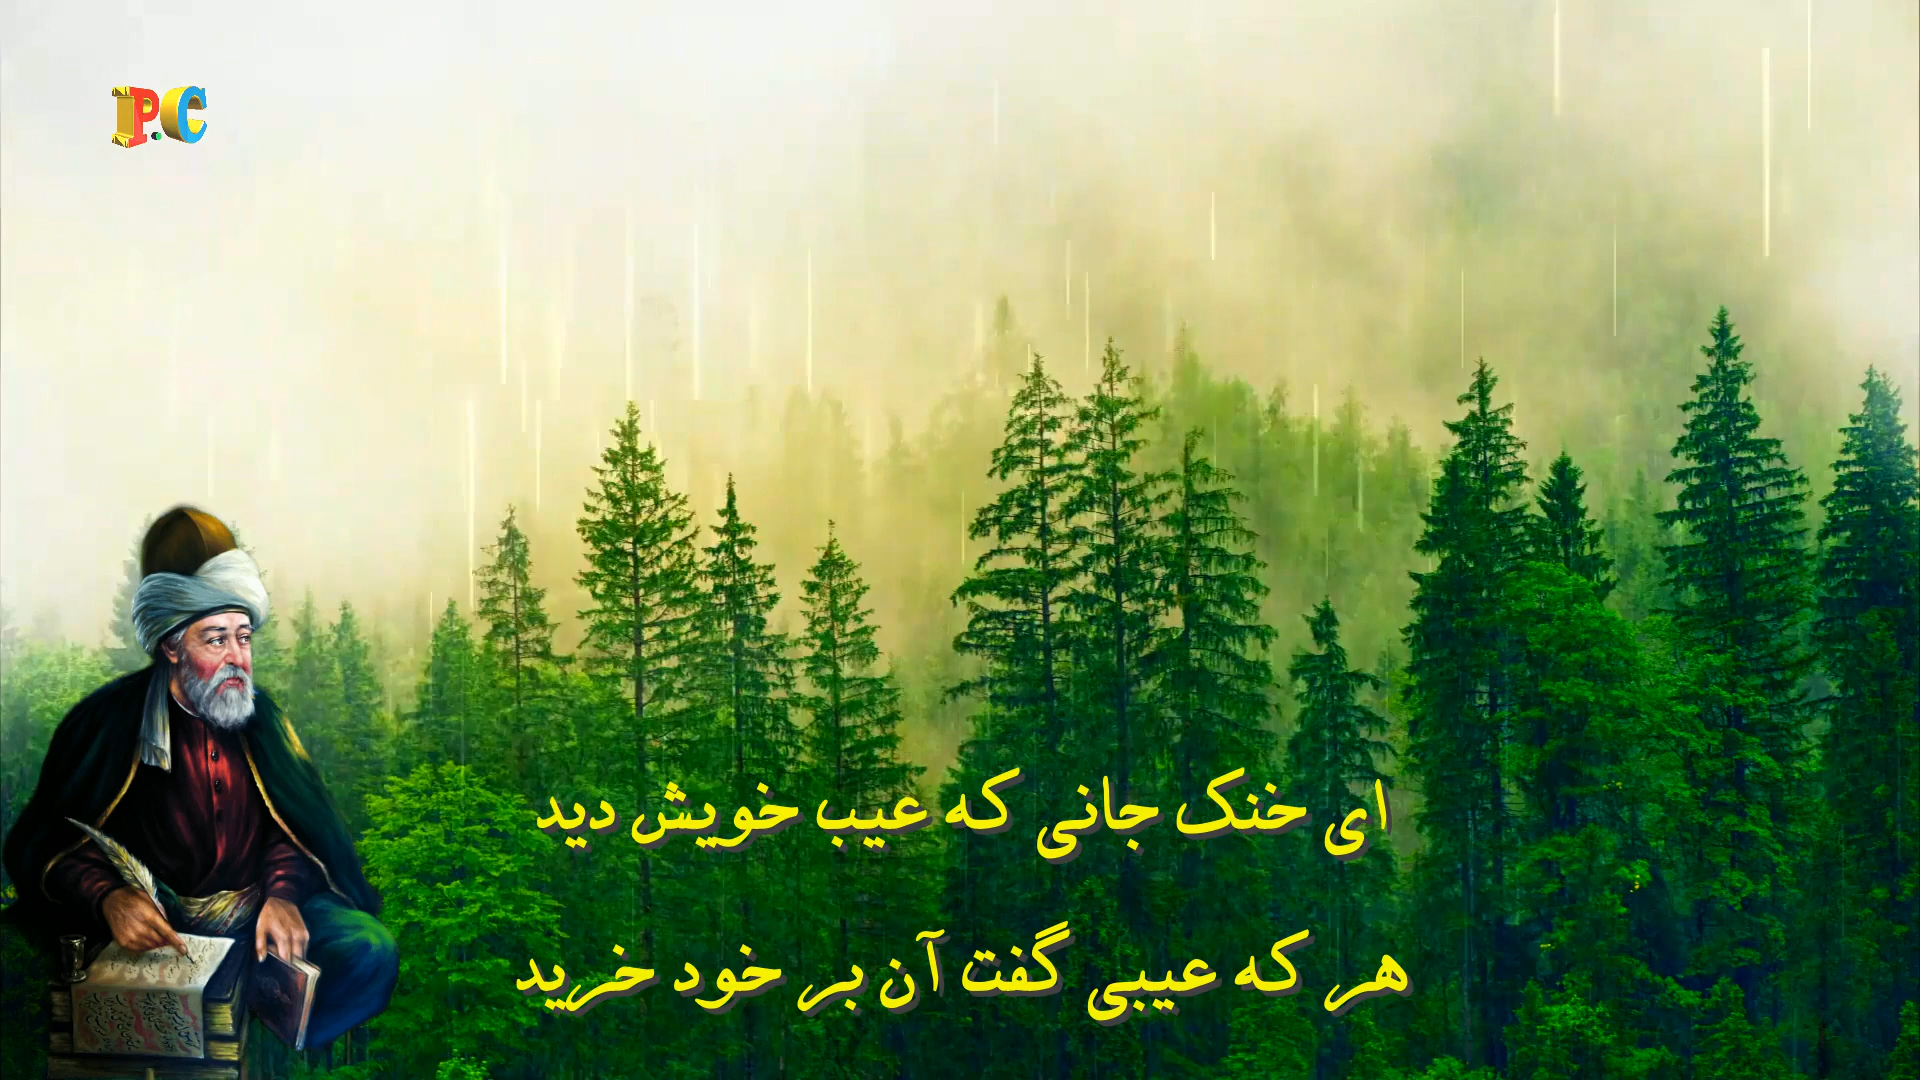 P.C
ای خنک جانی که عیب خویش دید
هر که عیبی گفت آن بر خود خرید